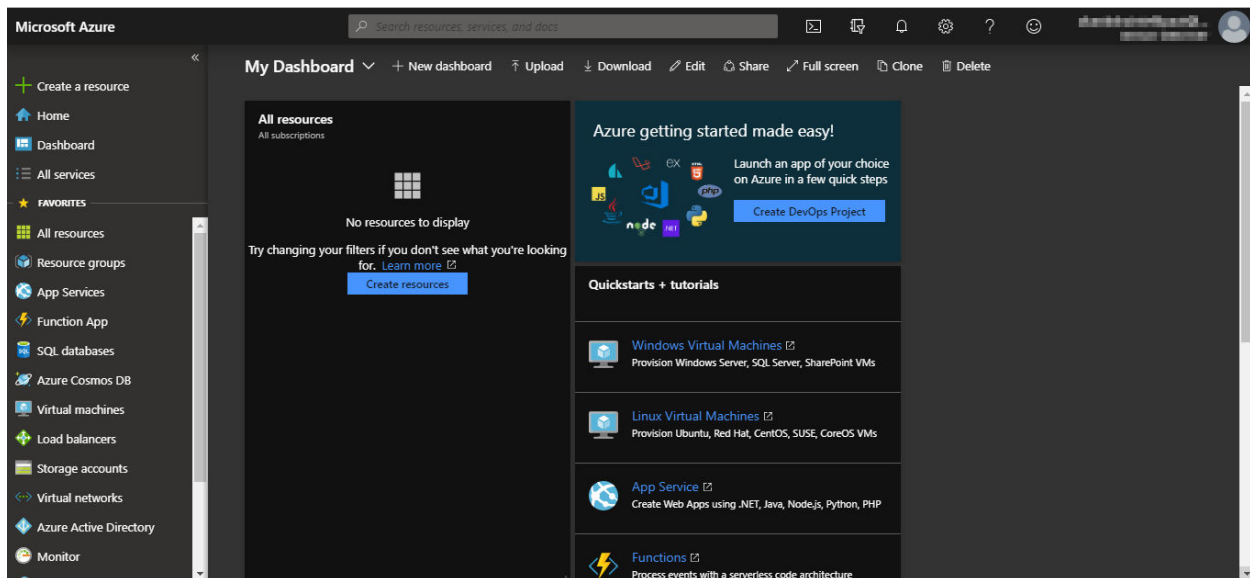 Microsoft Azure
Search resources, services, and docs
My Dashboard
New dashboard
Upload
Download
Edit
Share
Full screen
Clone
Delete
Create a resource
Home
Dashboard
All services
FAVORITES
All resources
Resource groups
App Services
Function App
SQL databases
Azure Cosmos DB
Virtual machines
Load balancers
Storage accounts
Virtual networks
Azure Active Directory
Monitor
All resources
All subscriptions
No resources to display
Try changing your filters if you don't see what you're looking
for. Learn more
Create resources
Azure getting started made easy!
Launch an app of your choice
on Azure in a few quick steps
Create DevOps Project
ex
HTML
5
JS
php
node
.NET
Quickstarts + tutorials
Windows Virtual Machines
Provision Windows Server, SQL Server, SharePoint VMs
Linux Virtual Machines
Provision Ubuntu, Red Hat, CentOS, SUSE, CoreOS VMs
App Service
Create Web Apps using .NET, Java, Node.js, Python, PHP
Functions
Process events with a serverless code architecture